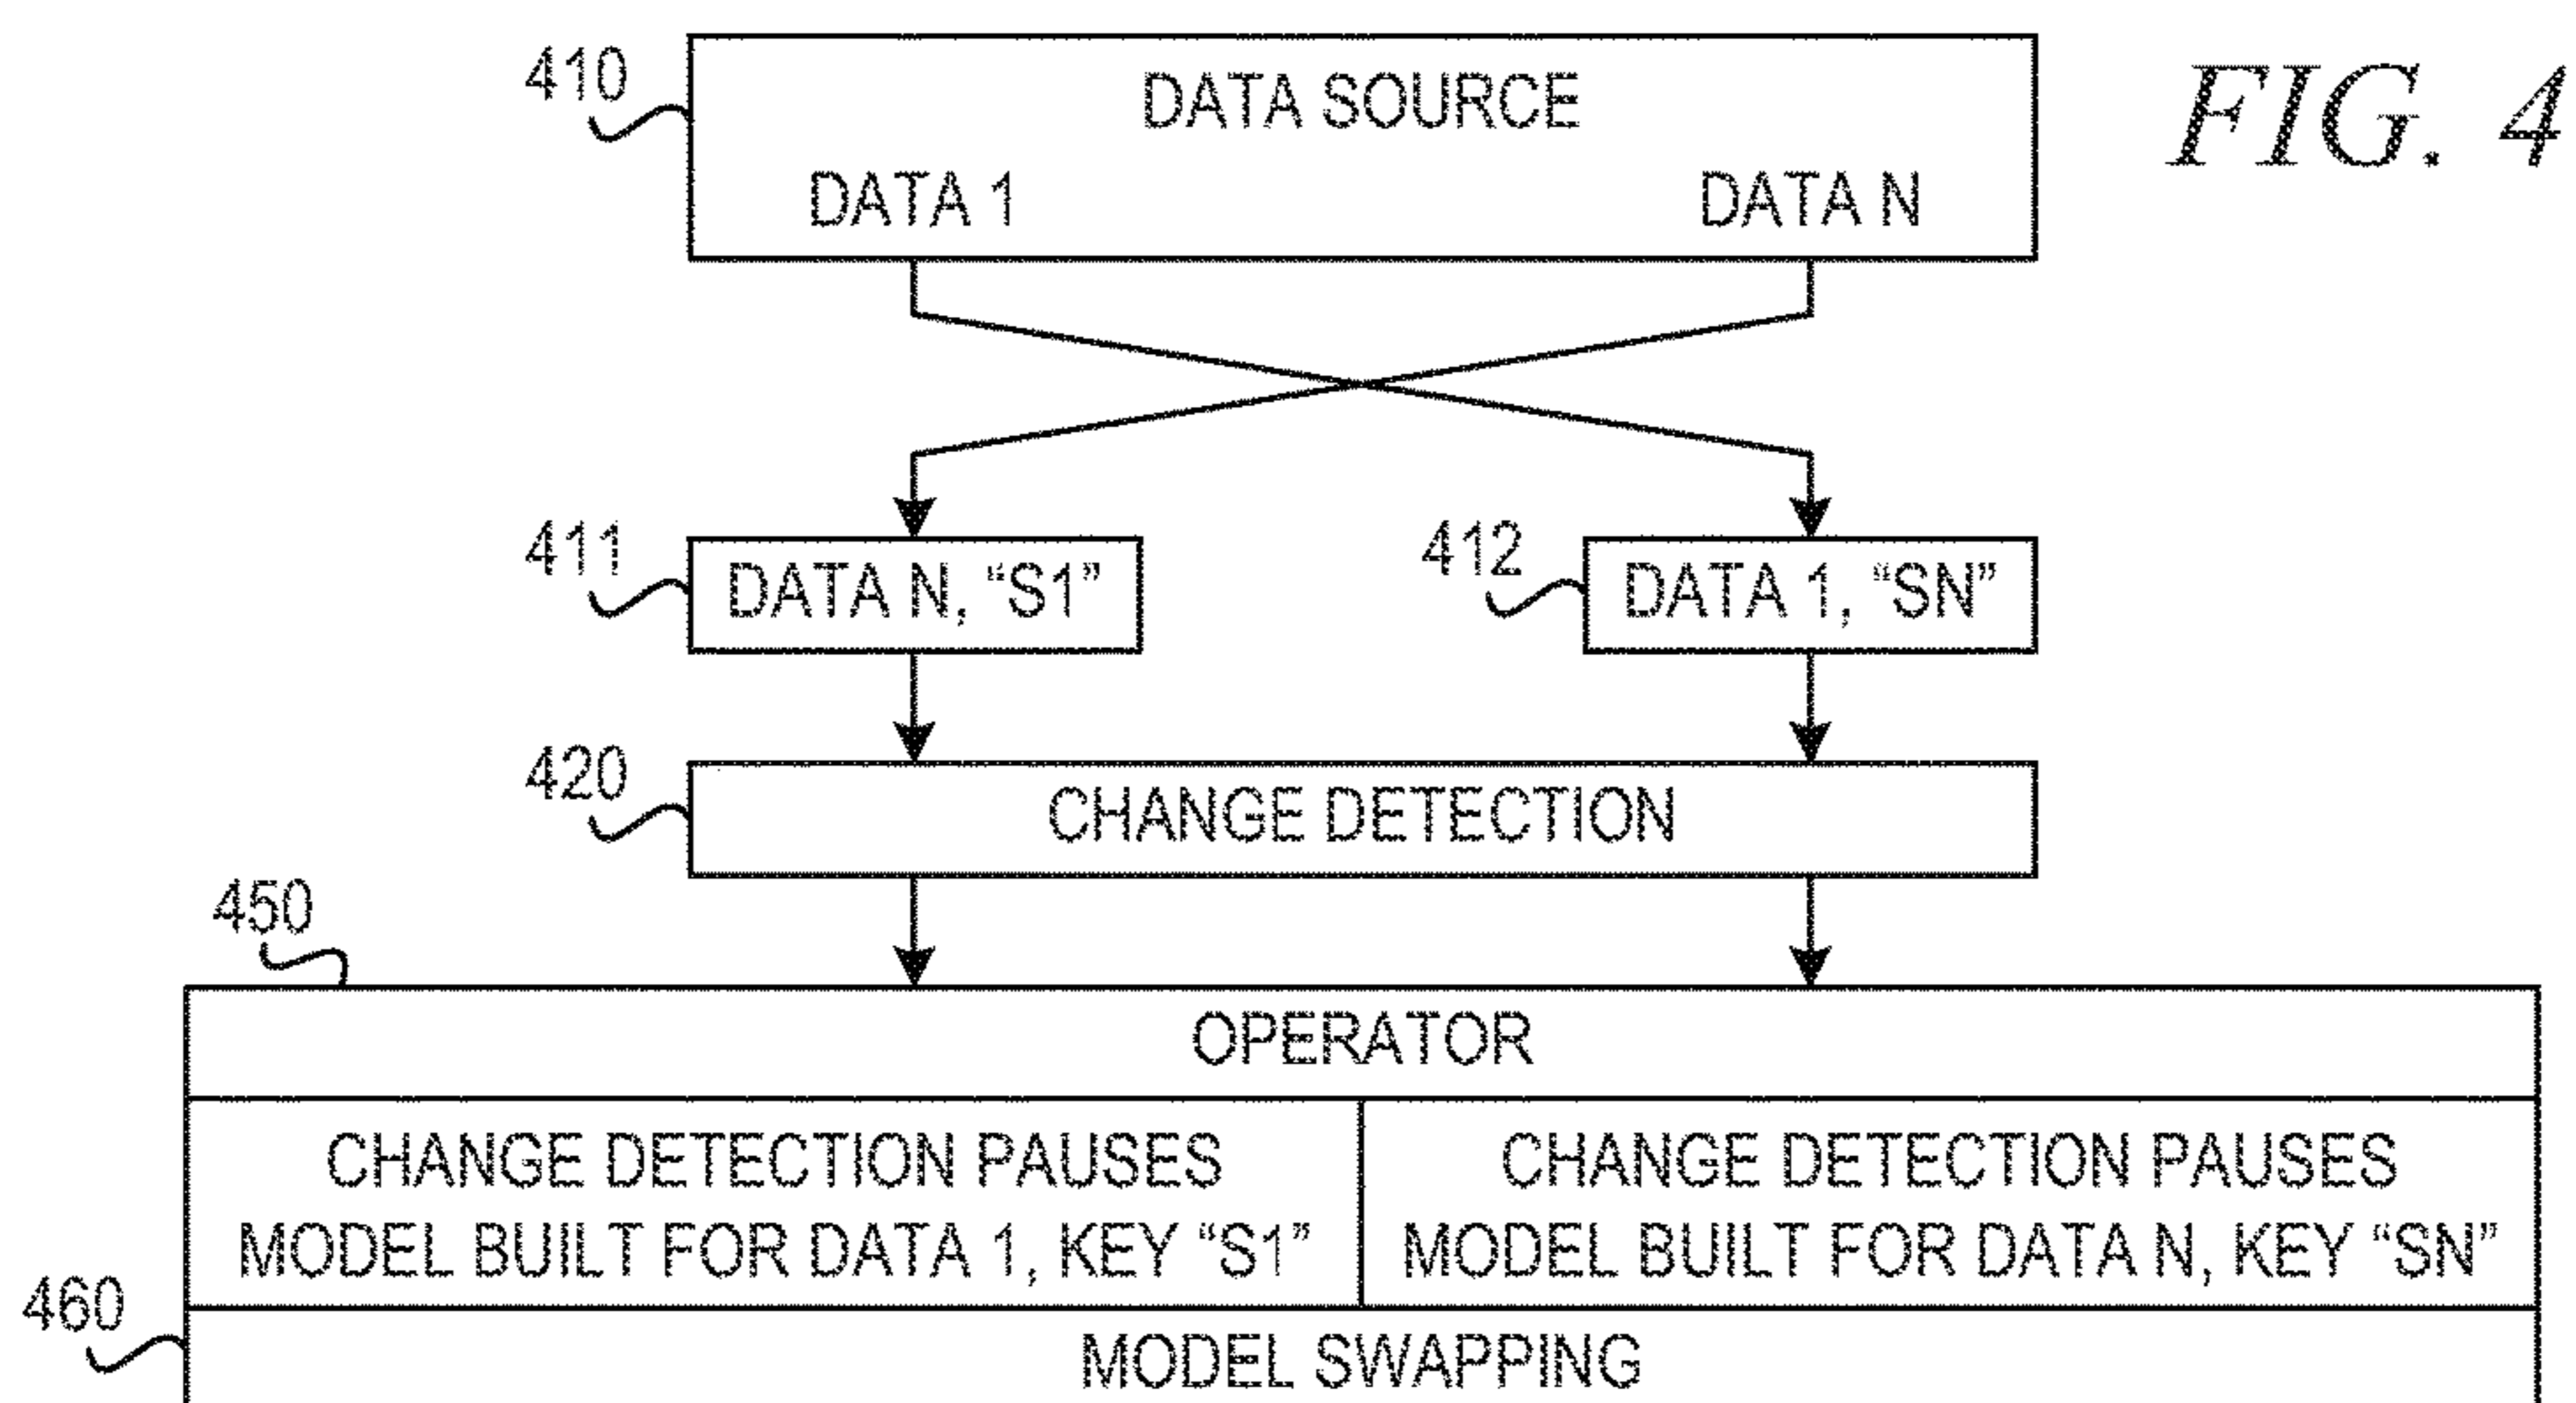 410
DATA SOURCE
FIG. 4
DATA 1
DATA N
411
DATA N, “S1”
412
DATA 1, “SN”
420
CHANGE DETECTION
450
OPERATOR
CHANGE DETECTION PAUSES
MODEL BUILT FOR DATA 1, KEY “S1”
CHANGE DETECTION PAUSES
MODEL BUILT FOR DATA N, KEY “SN”
460
MODEL SWAPPING